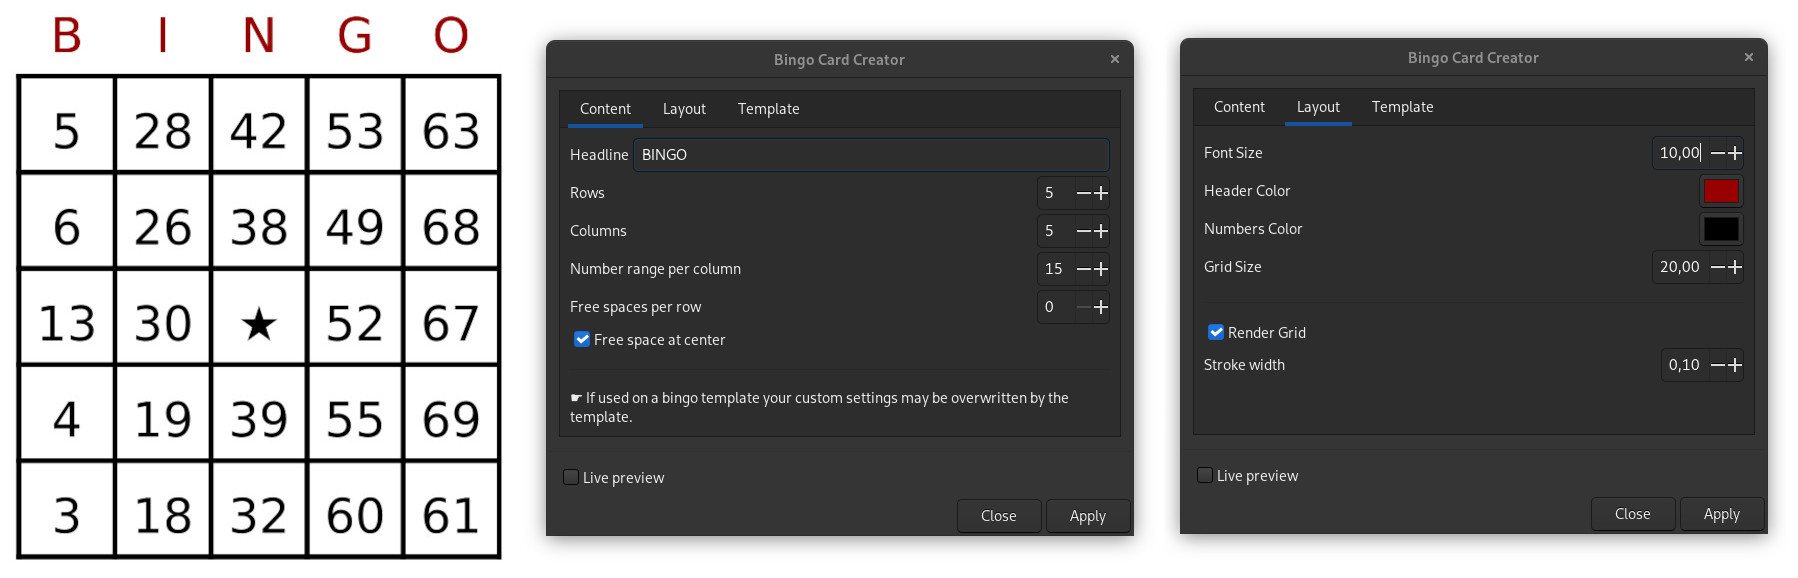 B I N G O
5 28 42 53 63
6 26 38 49 68
13 30 ★ 52 67
4 19 39 55 69
3 18 32 60 61
Bingo Card Creator ×
Content Layout Template
Headline BINGO
Rows 5 − +
Columns 5 − +
Number range per column 15 − +
Free spaces per row 0 − +
Free space at center
☛ If used on a bingo template your custom settings may be overwritten by the
template.
Live preview
Close Apply
Bingo Card Creator ×
Content Layout Template
Font Size 10,00 − +
Header Color
Numbers Color
Grid Size 20,00 − +
Render Grid
Stroke width 0,10 − +
Live preview
Close Apply